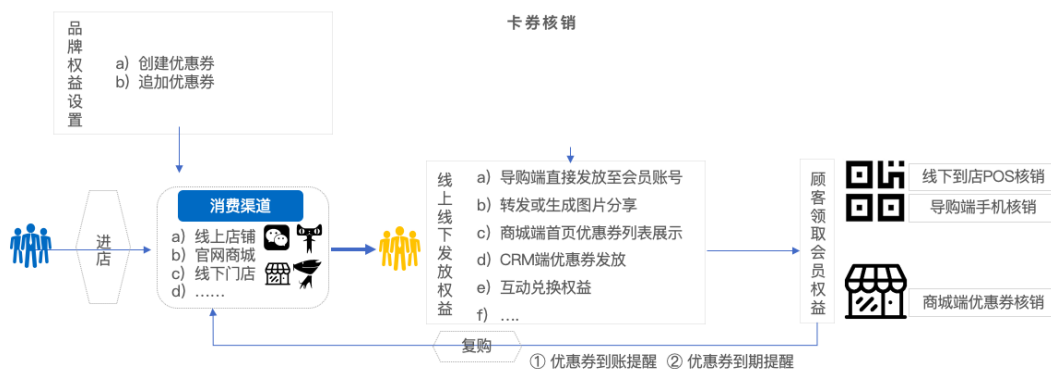 卡券核销
品牌权益设置
a）创建优惠券
b）追加优惠券
进店
消费渠道
a）线上店铺
b）官网商城
c）线下门店
d）……
线上线下发放权益
a）导购端直接发放至会员账号
b）转发或生成图片分享
c）商城端首页优惠券列表展示
d）CRM端优惠券发放
e）互动兑换权益
f）….
顾客领取会员权益
线下到店POS核销
导购端手机核销
商城端优惠券核销
复购
① 优惠券到账提醒 ② 优惠券到期提醒